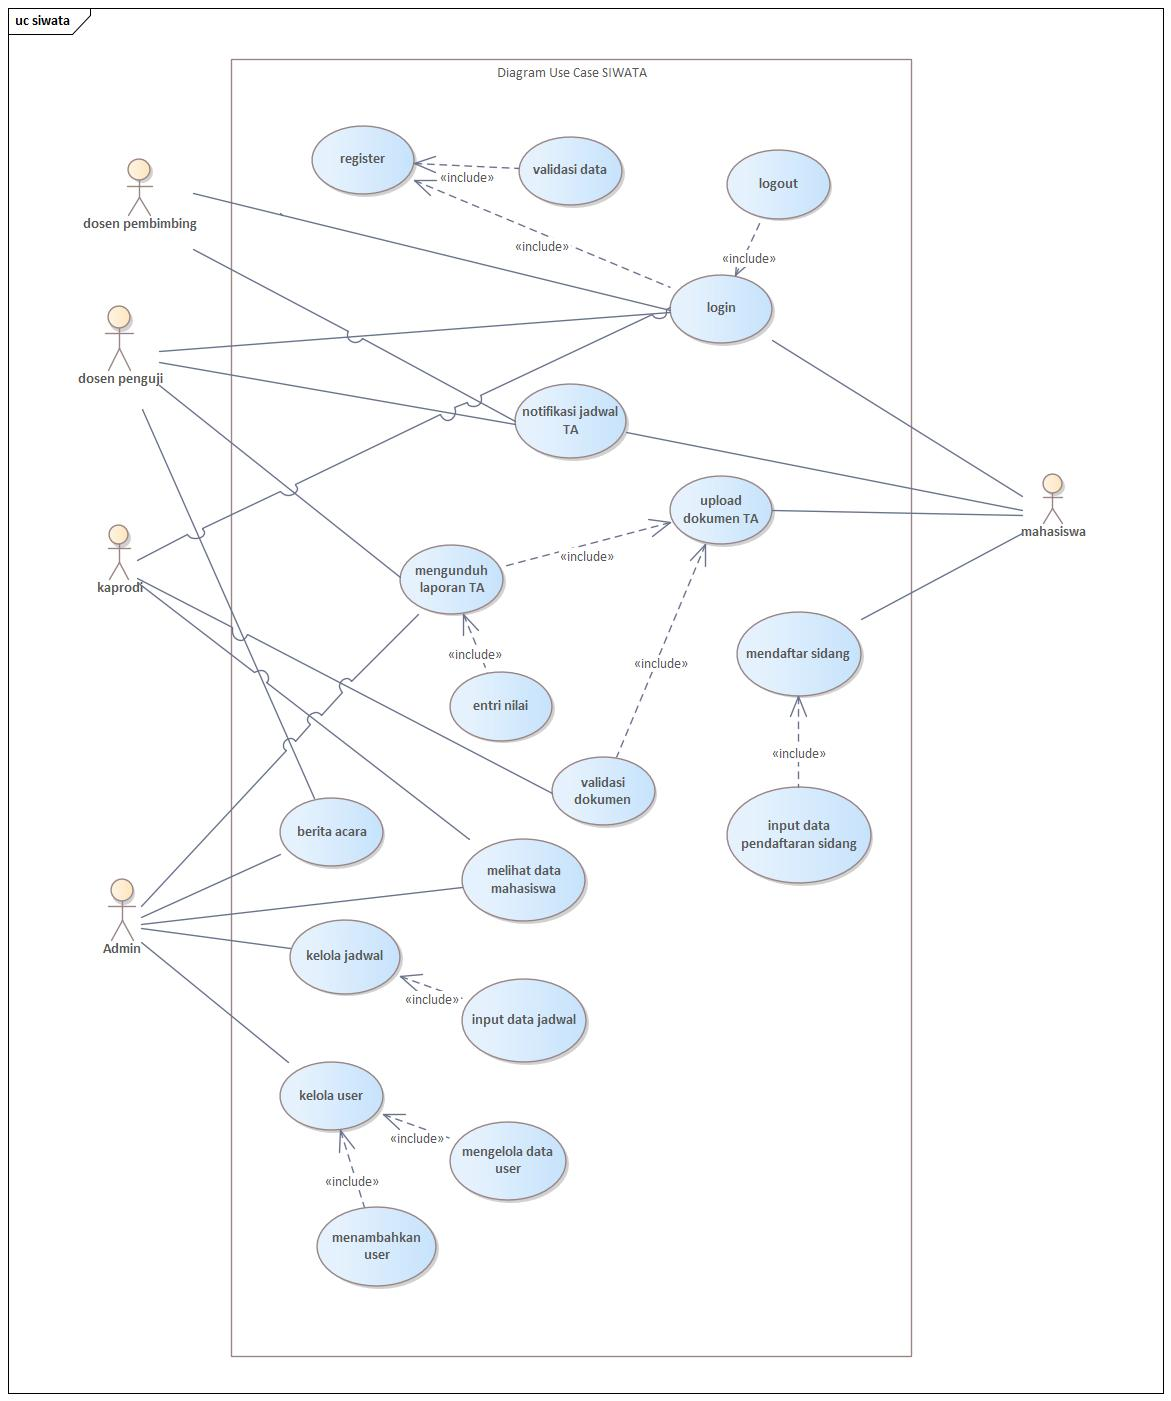 uc siwata
Diagram Use Case SIWATA
register
validasi data
logout
«include»
dosen pembimbing
«include»
«include»
login
dosen penguji
notifikasi jadwal
TA
upload
dokumen TA
mahasiswa
«include»
mengunduh
laporan TA
kaprodi
«include»
«include»
mendaftar sidang
entri nilai
«include»
validasi
dokumen
berita acara
input data
pendaftaran sidang
melihat data
mahasiswa
Admin
kelola jadwal
«include»
input data jadwal
kelola user
«include»
mengelola data
user
«include»
menambahkan
user